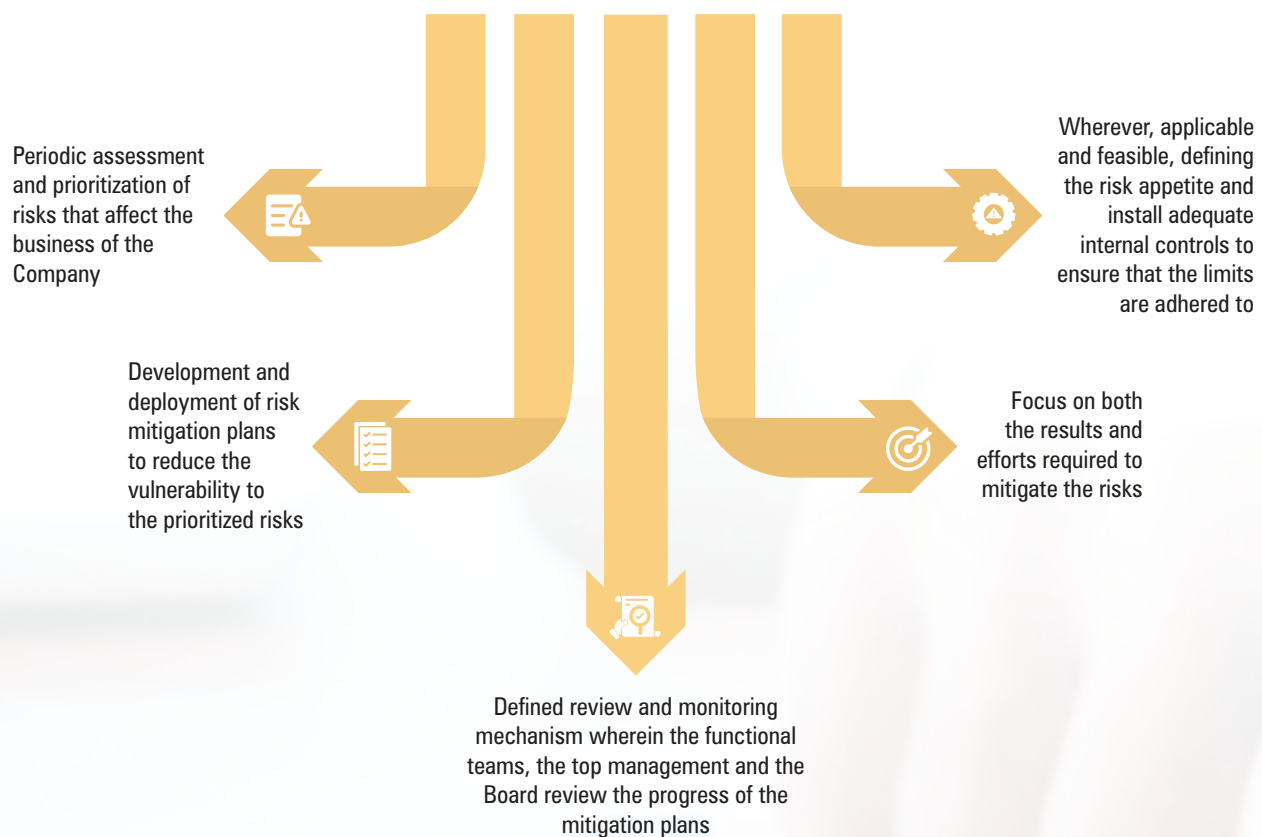 Periodic assessment
and prioritization of
risks that affect the
business of the
Company
Wherever, applicable
and feasible, defining
the risk appetite and
install adequate
internal controls to
ensure that the limits
are adhered to
Development and
deployment of risk
mitigation plans
to reduce the
vulnerability to
the prioritized risks
Focus on both
the results and
efforts required to
mitigate the risks
Defined review and monitoring
mechanism wherein the functional
teams, the top management and the
Board review the progress of the
mitigation plans